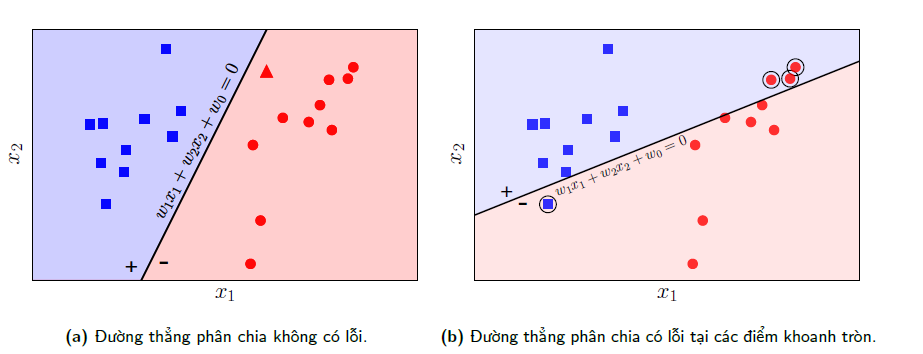 x₂
w₁x₁ + w₂x₂ + w₀ = 0
+ -
x₁
(a) Đường thẳng phân chia không có lỗi.
x₂
w₁x₁ + w₂x₂ + w₀ = 0
+
-
x₁
(b) Đường thẳng phân chia có lỗi tại các điểm khoanh tròn.